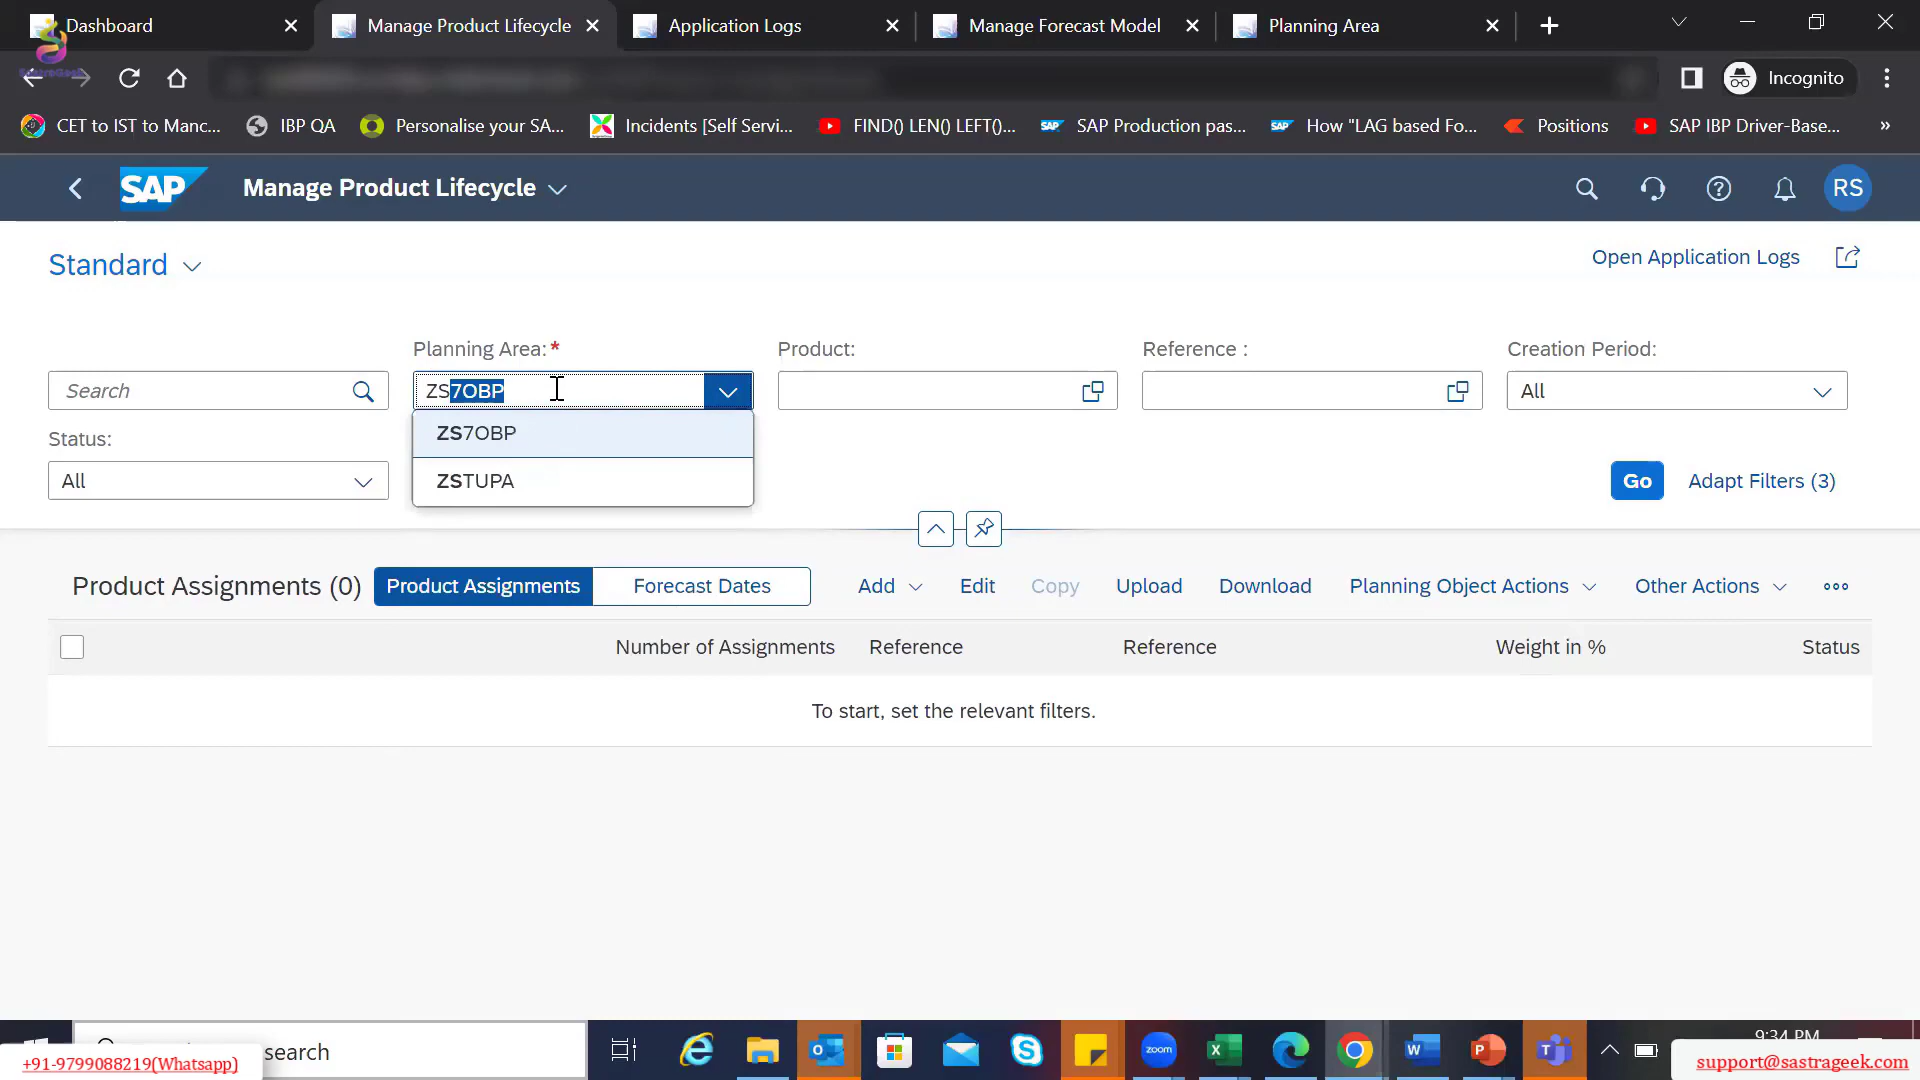 Dashboard
Manage Product Lifecycle
Application Logs
Manage Forecast Model
Planning Area
Incognito
CET to IST to Manc...
IBP QA
Personalise your SA...
Incidents [Self Servi...
FIND() LEN() LEFT()...
SAP Production pas...
How "LAG based Fo...
Positions
SAP IBP Driver-Base...
SAP Manage Product Lifecycle
RS
Standard
Open Application Logs
Planning Area:*
Product:
Reference :
Creation Period:
Search
ZS7OBP
All
Status:
ZS7OBP
All
ZSTUPA
Go
Adapt Filters (3)
Product Assignments (0)
Product Assignments
Forecast Dates
Add
Edit
Copy
Upload
Download
Planning Object Actions
Other Actions
Number of Assignments
Reference
Reference
Weight in %
Status
To start, set the relevant filters.
9:34 PM
search
zoom
+91-9799088219(Whatsapp)
support@sastrageek.com